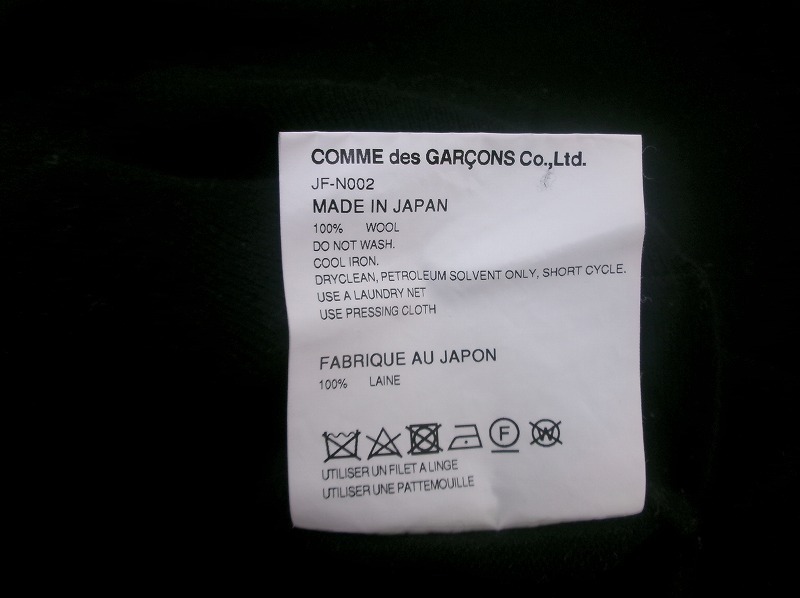 COMME des GARÇONS Co.,Ltd.
JF-N002
MADE IN JAPAN
100% WOOL
DO NOT WASH.
COOL IRON.
DRYCLEAN, PETROLEUM SOLVENT ONLY, SHORT CYCLE.
USE A LAUNDRY NET
USE PRESSING CLOTH
FABRIQUE AU JAPON
100% LAINE
F W
UTILISER UN FILET A LINGE
UTILISER UNE PATTEMOUILLE